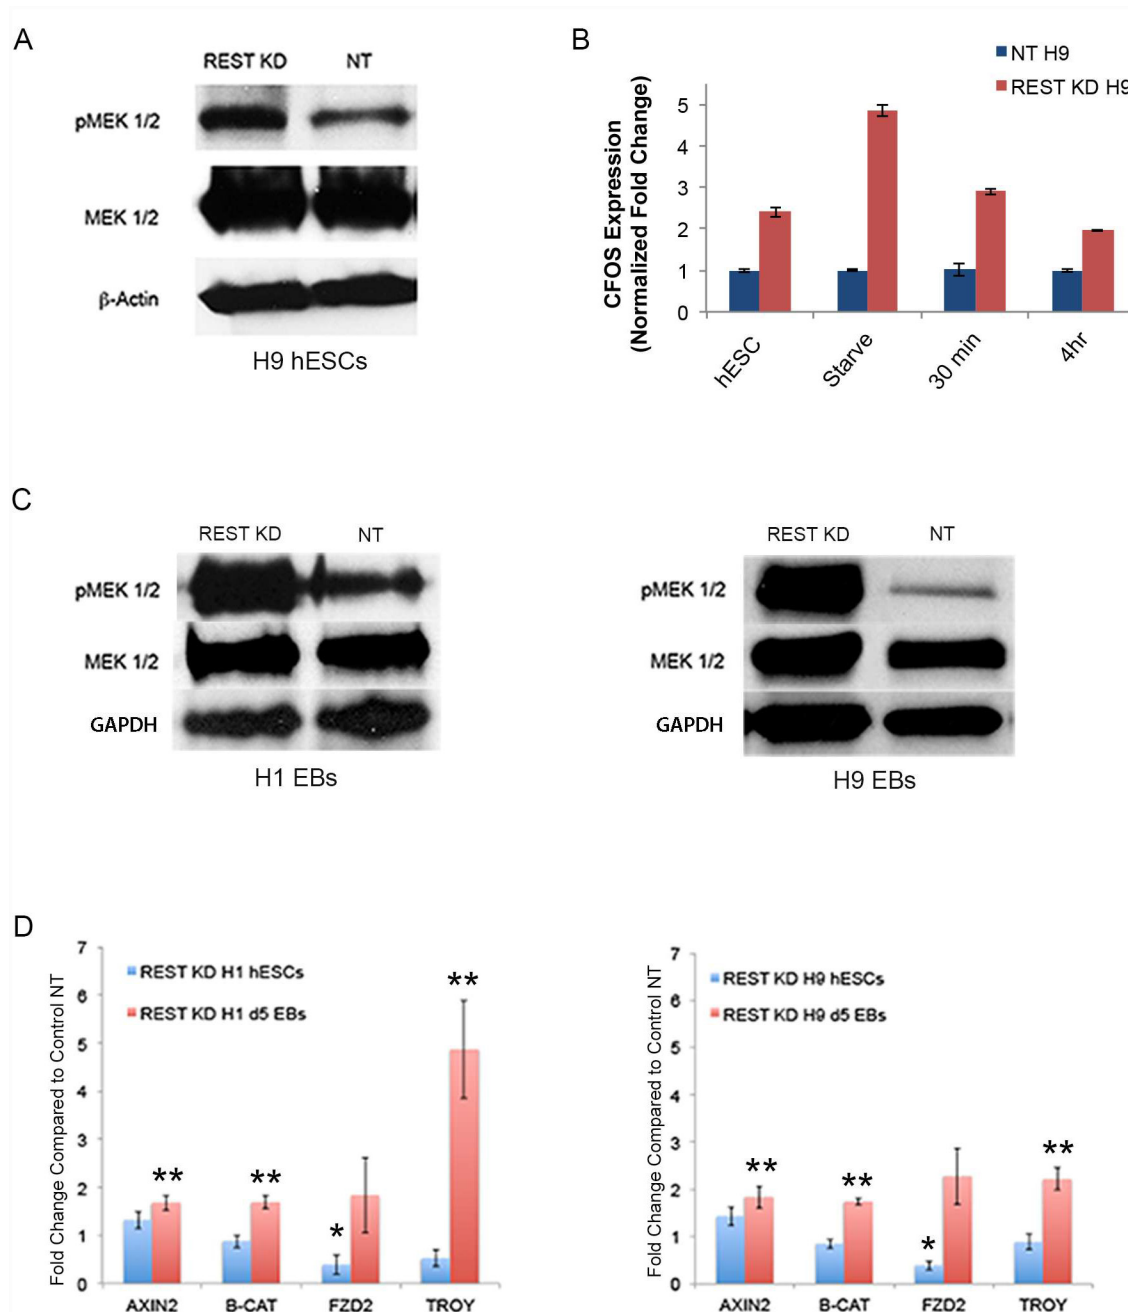 A
REST KD NT
pMEK 1/2
MEK 1/2
β-Actin
H9 hESCs
B
NT H9
REST KD H9
CFOS Expression
(Normalized Fold Change)
5
4
3
2
1
0
hESC Starve 30 min 4hr
C
REST KD NT
pMEK 1/2
MEK 1/2
GAPDH
H1 EBs
REST KD NT
pMEK 1/2
MEK 1/2
GAPDH
H9 EBs
D
Fold Change Compared to Control NT
7
6
5
4
3
2
1
0
REST KD H1 hESCs
REST KD H1 d5 EBs
**
**
*
**
AXIN2 B-CAT FZD2 TROY
Fold Change Compared to Control NT
7
6
5
4
3
2
1
0
REST KD H9 hESCs
REST KD H9 d5 EBs
**
**
*
**
AXIN2 B-CAT FZD2 TROY